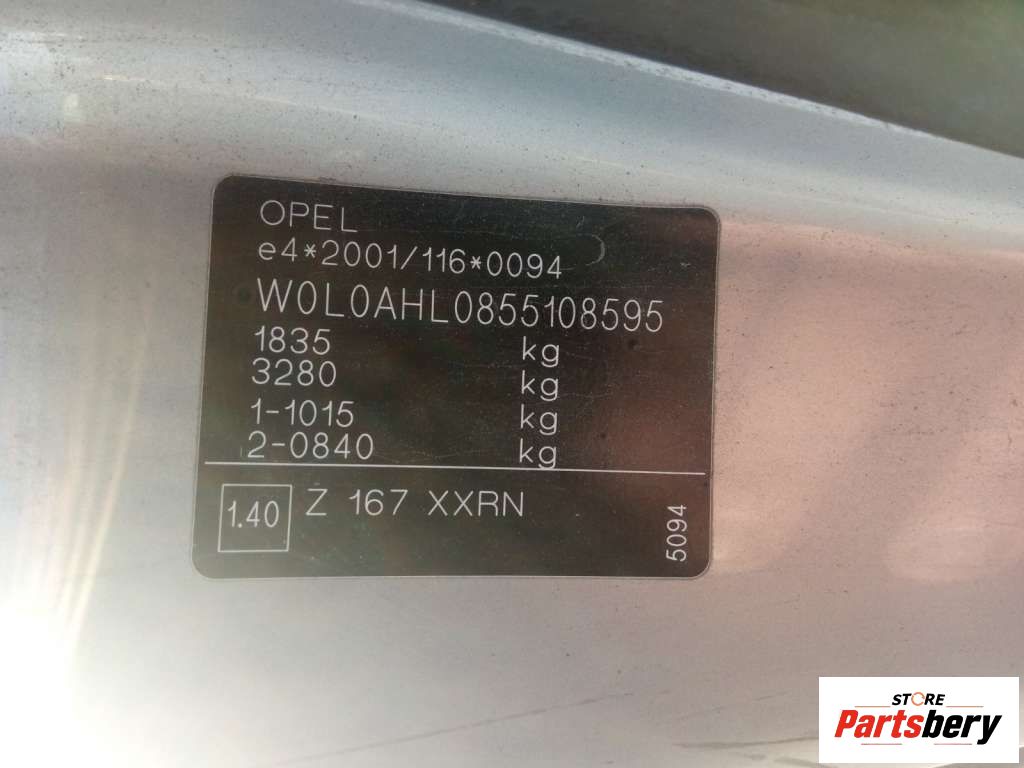 OPEL
e4*2001/116*0094
W0L0AHL0855108595
1835 kg
3280 kg
1-1015 kg
2-0840 kg
1.40 Z 167 XXRN
5094
STORE
Partsbery